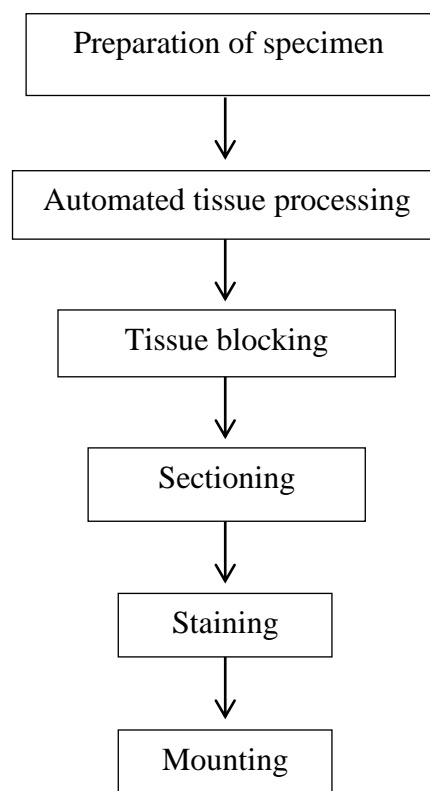 Preparation of specimen
Automated tissue processing
Tissue blocking
Sectioning
Staining
Mounting